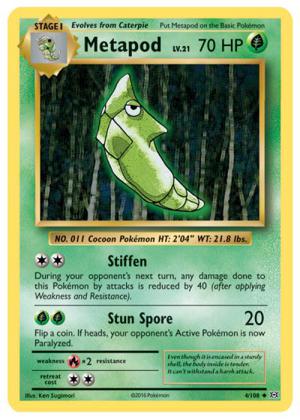 STAGE 1
Evolves from Caterpie
Put Metapod on the Basic Pokémon
Metapod LV.21 70 HP
NO. 011 Cocoon Pokémon HT: 2'04" WT: 21.8 lbs.
Stiffen
During your opponent's next turn, any damage done to
this Pokémon by attacks is reduced by 40 (after applying
Weakness and Resistance).
Stun Spore 20
Flip a coin. If heads, your opponent's Active Pokémon is now
Paralyzed.
weakness ×2 resistance
retreat
cost
Even though it is encased in a sturdy
shell, the body inside is tender.
It can't withstand a harsh attack.
Illus. Ken Sugimori
©2016 Pokémon
4/108